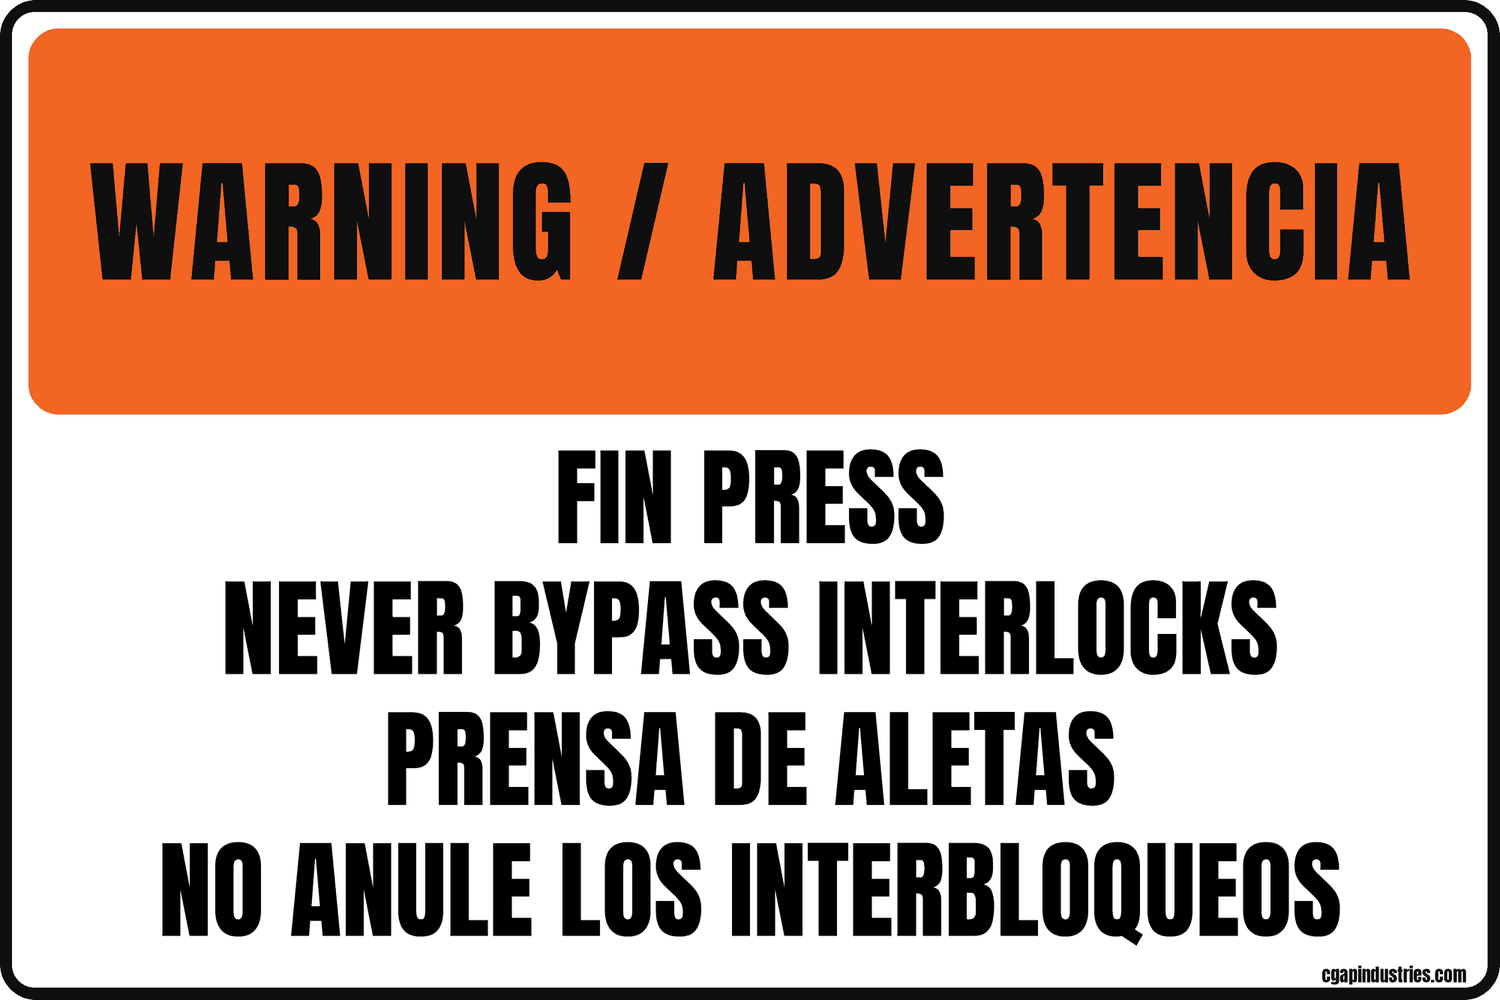 WARNING / ADVERTENCIA
FIN PRESS
NEVER BYPASS INTERLOCKS
PRENSA DE ALETAS
NO ANULE LOS INTERBLOQUEOS
cgapindustries.com